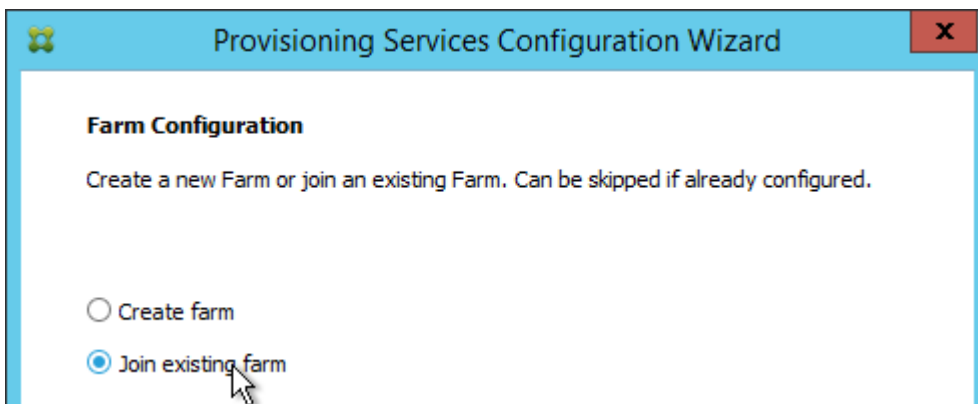 Provisioning Services Configuration Wizard
x
Farm Configuration
Create a new Farm or join an existing Farm. Can be skipped if already configured.
Create farm
Join existing farm